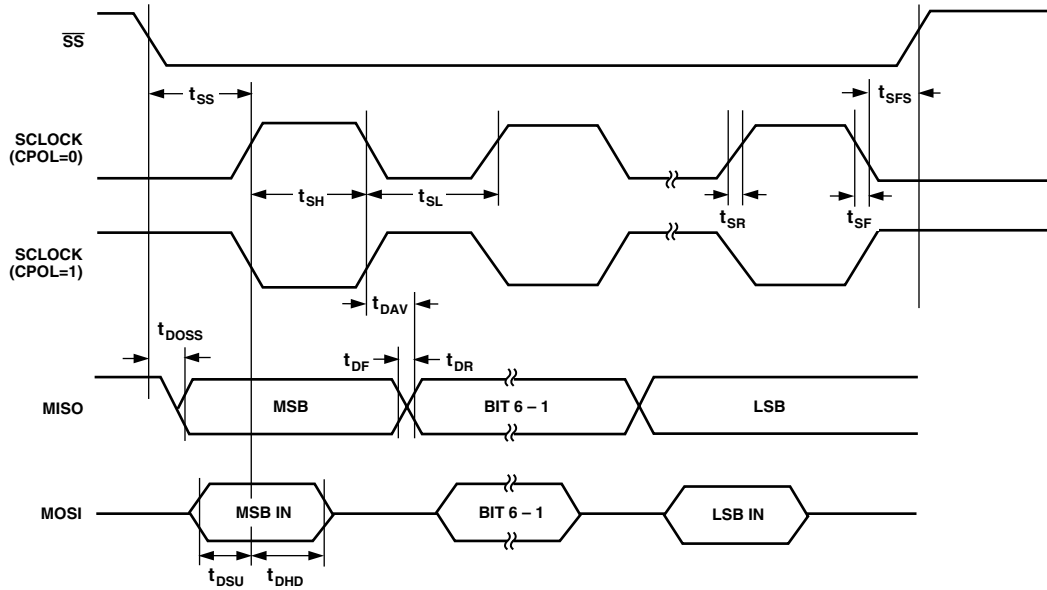 SS
tSS
tSFS
SCLOCK
(CPOL=0)
tSH
tSL
tSR
tSF
SCLOCK
(CPOL=1)
tDAV
tDOSS
tDF
tDR
MISO
MSB
BIT 6 – 1
LSB
MOSI
MSB IN
BIT 6 – 1
LSB IN
tDSU
tDHD